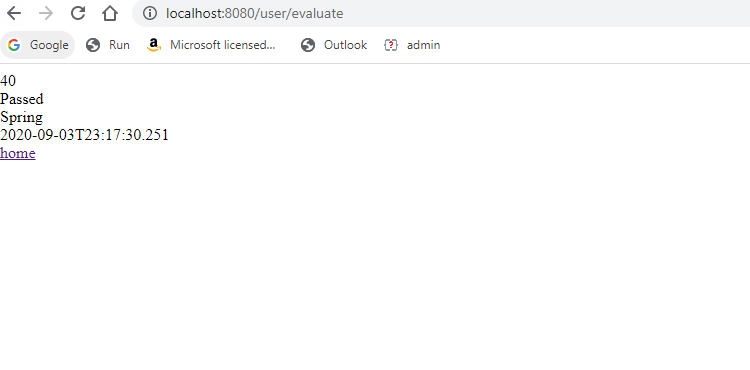 localhost:8080/user/evaluate
Google Run Microsoft licensed... Outlook admin
40
Passed
Spring
2020-09-03T23:17:30.251
home